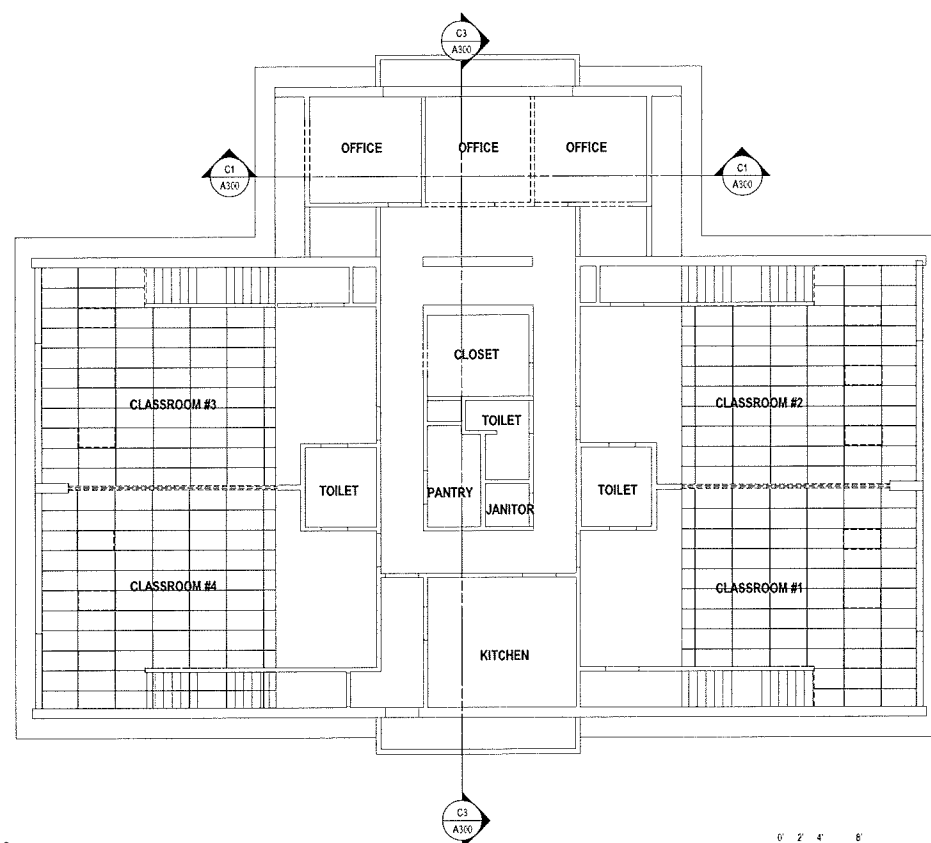 C3
A300
OFFICE
OFFICE
OFFICE
C1
A300
C1
A300
CLOSET
CLASSROOM #3
CLASSROOM #2
TOILET
TOILET
PANTRY
TOILET
JANITOR
CLASSROOM #4
CLASSROOM #1
KITCHEN
C3
A300
0' 2' 4' 8'